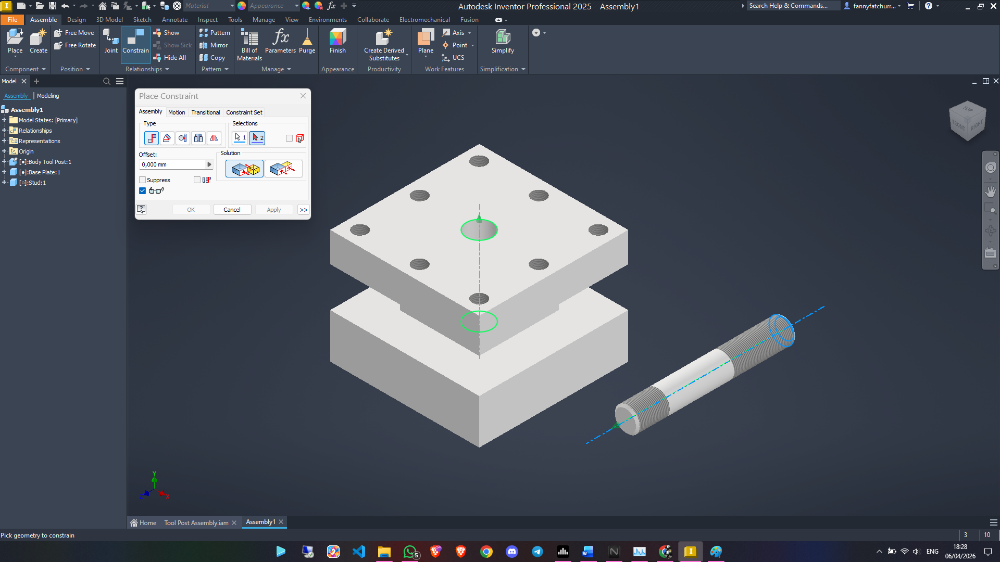 Material
Appearance
fx
Autodesk Inventor Professional 2025 Assembly1
Search Help & Commands...
fannyfatchurr...
File Assemble Design 3D Model Sketch Annotate Inspect Tools Manage View Environments Collaborate Electromechanical Fusion
Place
Create
Free Move
Free Rotate
Joint
Constrain
Show
Show Sick
Hide All
Pattern
Mirror
Copy
Bill of
Materials
fx
Parameters
Purge
Finish
Create Derived
Substitutes
Plane
Axis
Point
UCS
Simplify
Component Position Relationships Pattern Manage Appearance Productivity Work Features Simplification
Model
Assembly | Modeling
Assembly1
Model States: [Primary]
Relationships
Representations
Origin
[●]:Body Tool Post:1
[●]:Base Plate:1
[○]:Stud:1
Place Constraint
Assembly Motion Transitional Constraint Set
Type
Selections
1
2
Offset:
0,000 mm
Solution
Suppress
OK Cancel Apply >>
TOP
FRONT
RIGHT
Y
Z
X
Home Tool Post Assembly.iam Assembly1
Pick geometry to constrain
3 10
5
ENG
18:28
06/04/2026